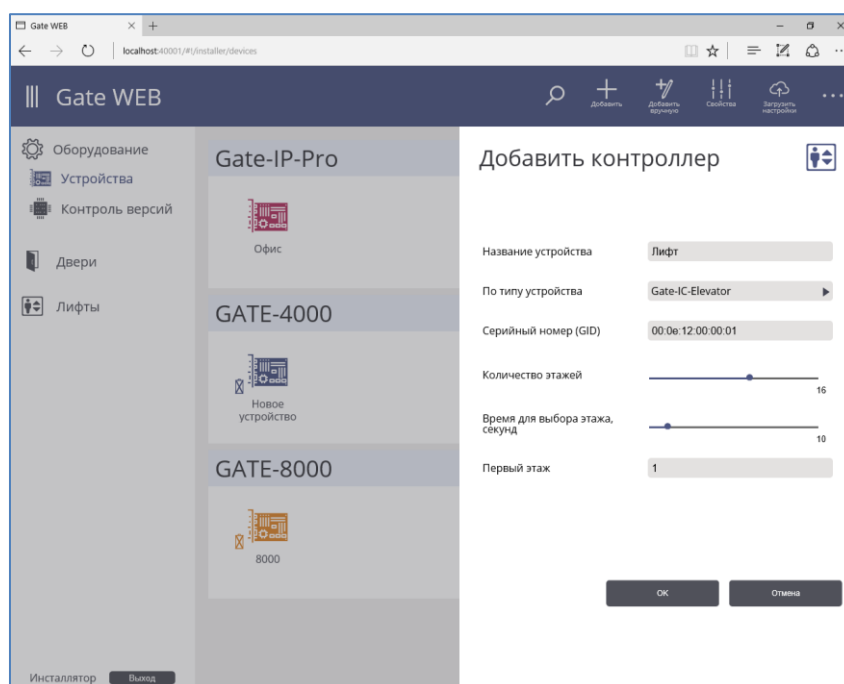 Gate WEB
localhost:40001/#!/installer/devices
Gate WEB
Добавить
Добавить вручную
Свойства
Загрузить настройки
Оборудование
Устройства
Контроль версий
Двери
Лифты
Gate-IP-Pro
Офис
GATE-4000
Новое
устройство
GATE-8000
8000
Добавить контроллер
Название устройства
Лифт
По типу устройства
Gate-IC-Elevator
Серийный номер (GID)
00:0e:12:00:00:01
Количество этажей
16
Время для выбора этажа,
секунд
10
Первый этаж
1
OK
Отмена
Инсталлятор
Выход